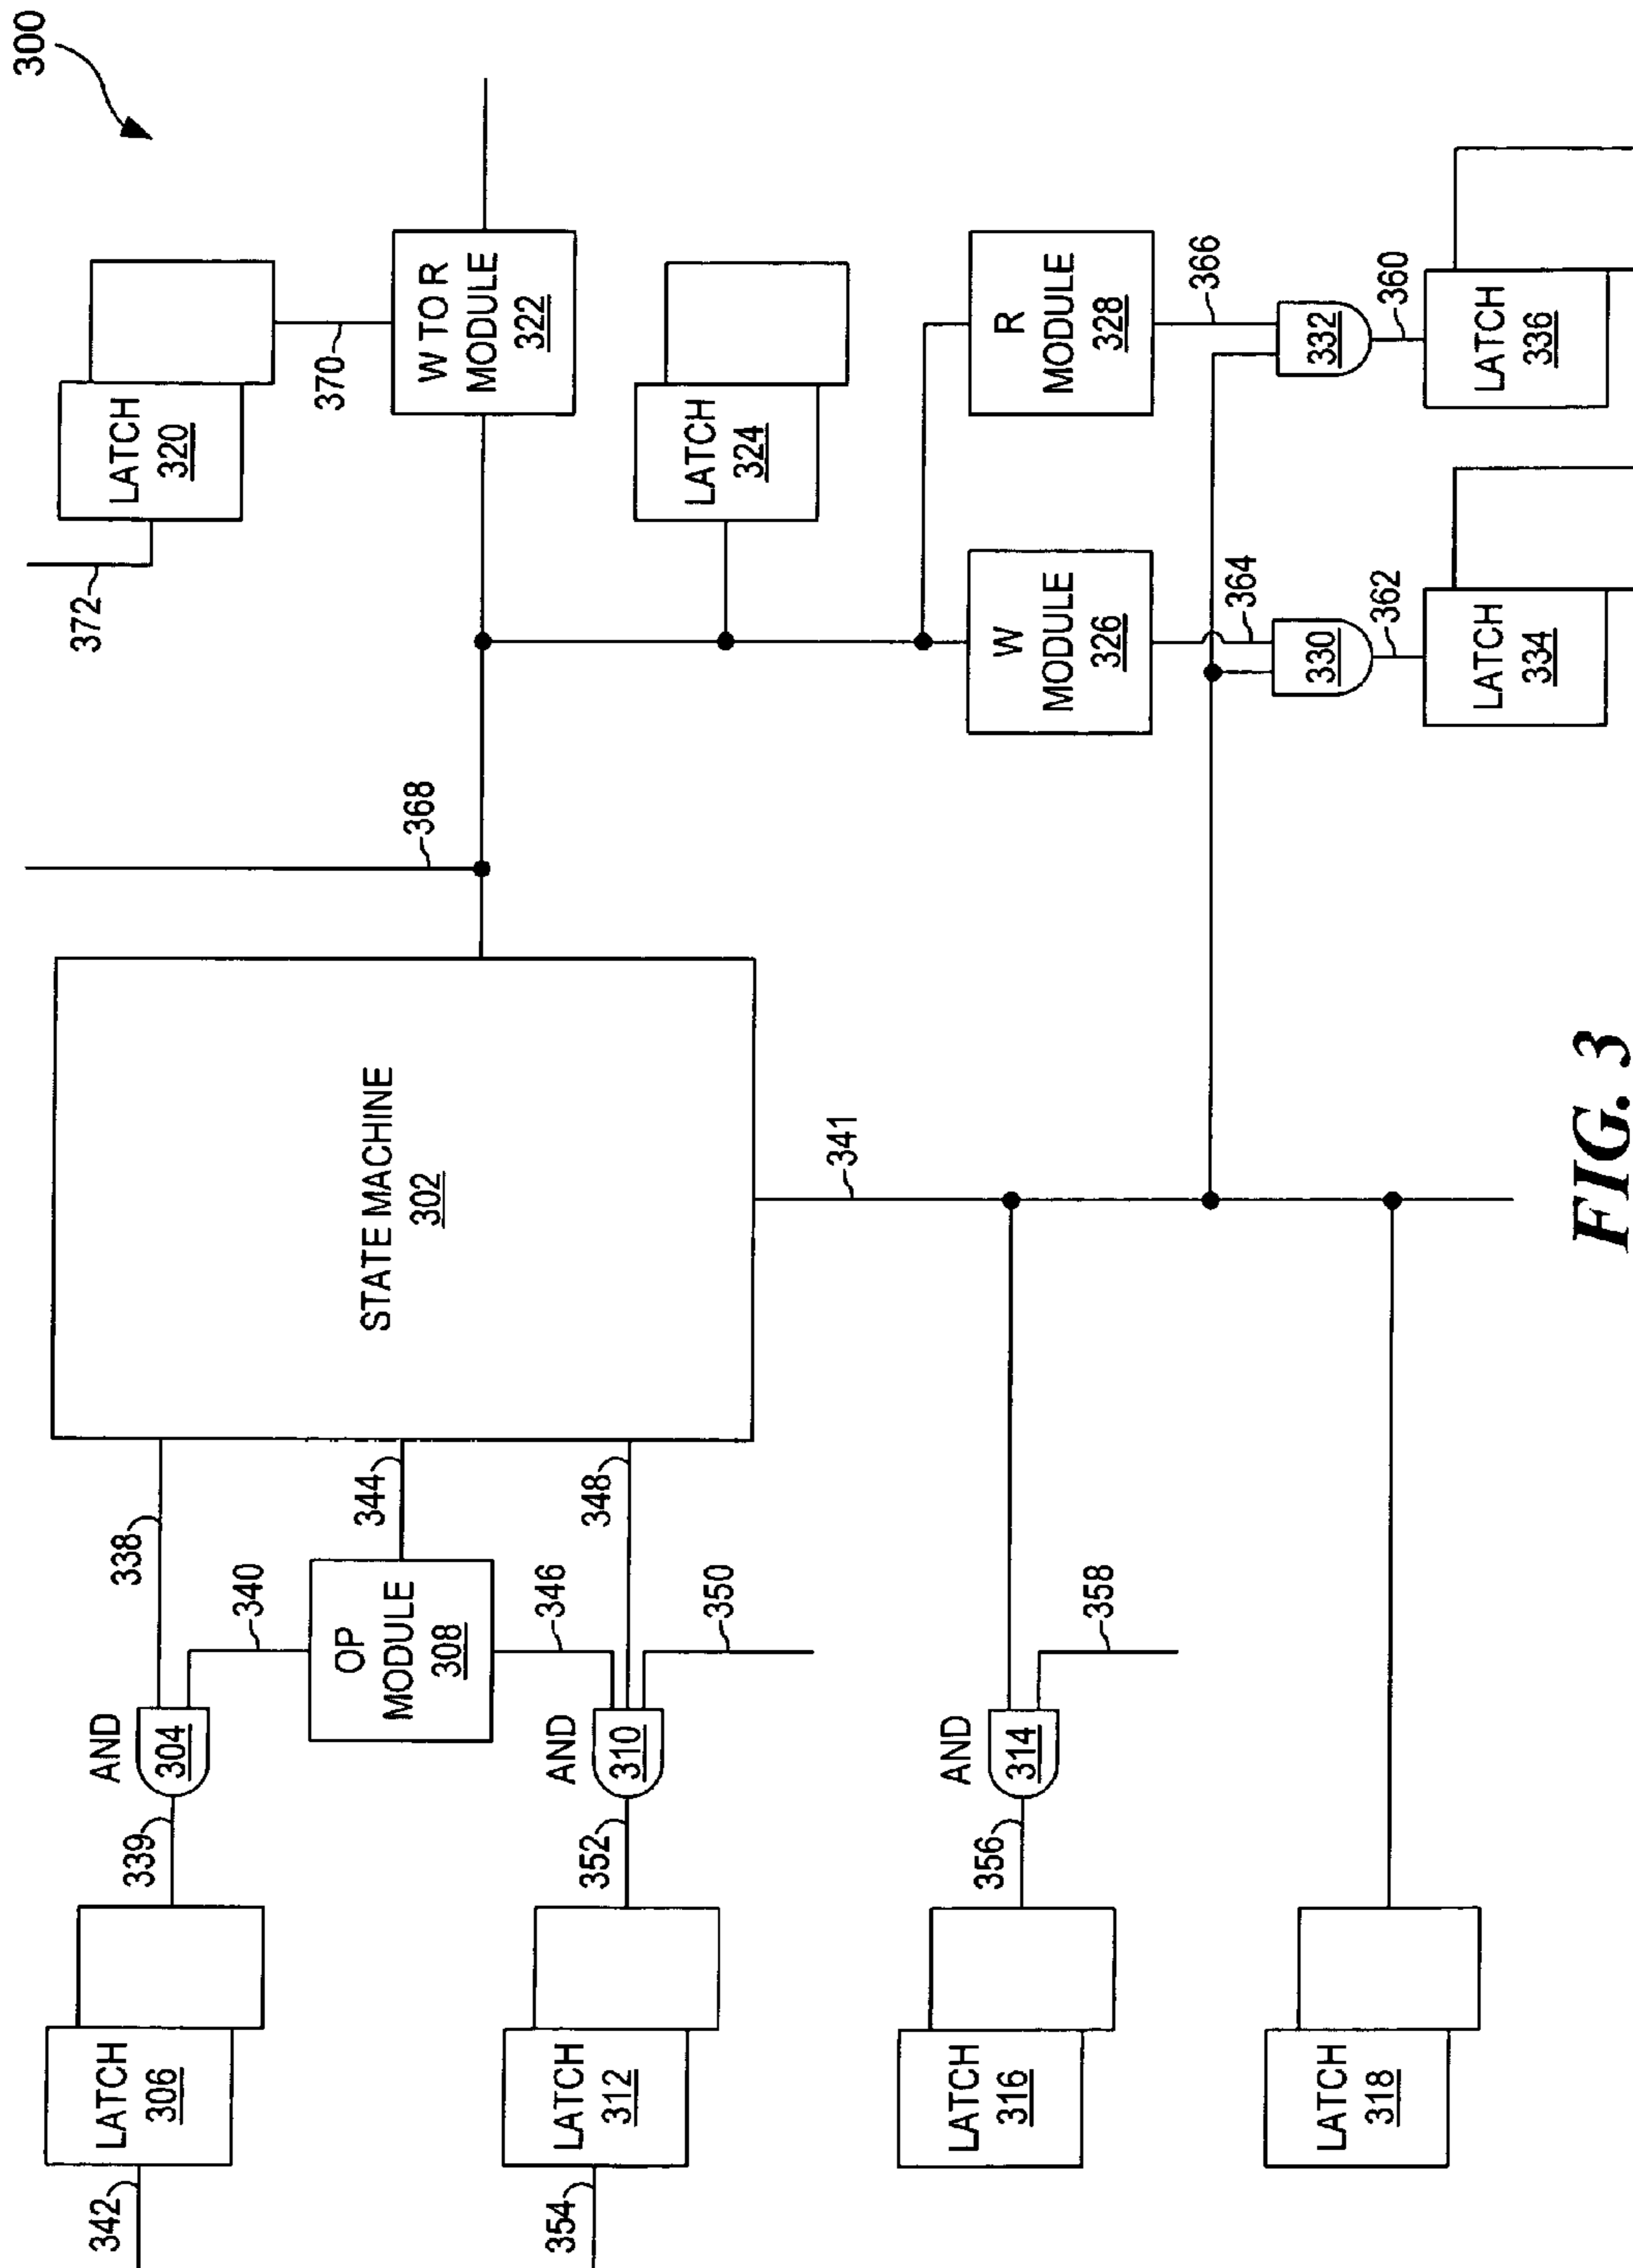 300
372
LATCH
320
370
W TO R
MODULE
322
368
LATCH
324
W
MODULE
326
R
MODULE
328
364
366
330
332
362
360
LATCH
334
LATCH
336
STATE MACHINE
302
341
338
344
348
340
OP
MODULE
308
346
350
AND
304
AND
310
339
352
LATCH
306
LATCH
312
342
354
358
AND
314
356
LATCH
316
LATCH
318
FIG. 3